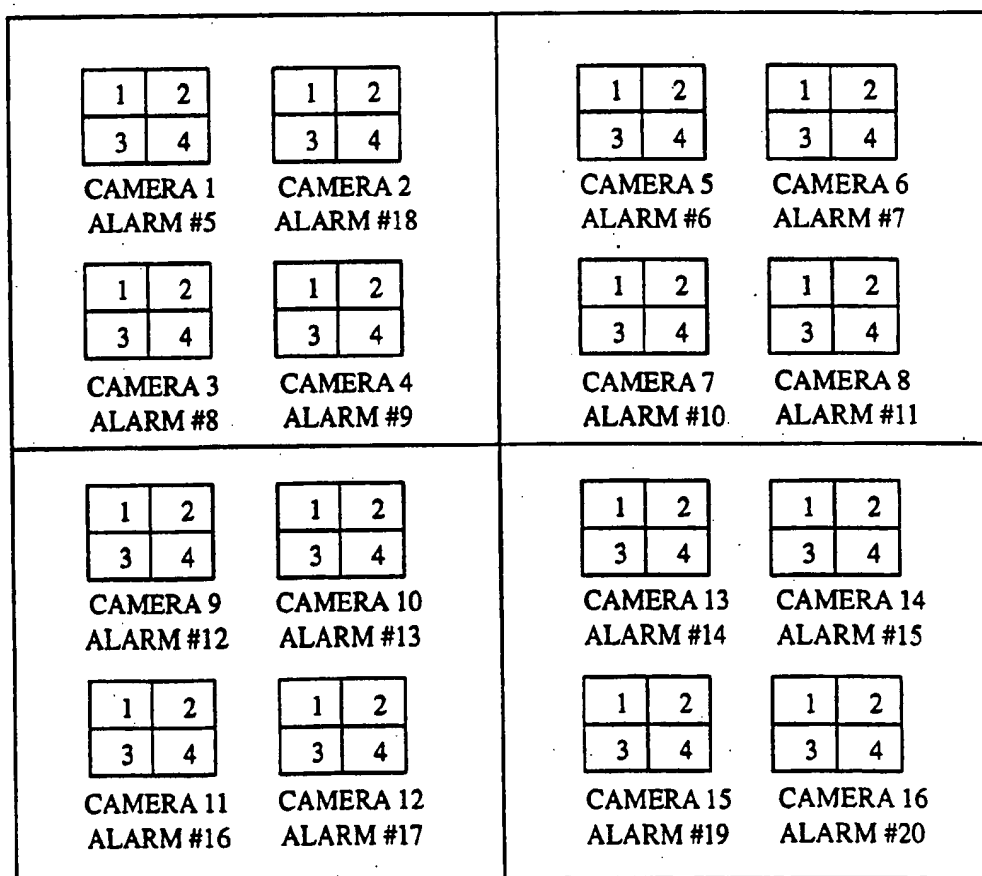 1 2 1 2
3 4 3 4
CAMERA 1 CAMERA 2
ALARM #5 ALARM #18
1 2 1 2
3 4 3 4
CAMERA 3 CAMERA 4
ALARM #8 ALARM #9
1 2 1 2
3 4 3 4
CAMERA 5 CAMERA 6
ALARM #6 ALARM #7
1 2 1 2
3 4 3 4
CAMERA 7 CAMERA 8
ALARM #10 ALARM #11
1 2 1 2
3 4 3 4
CAMERA 9 CAMERA 10
ALARM #12 ALARM #13
1 2 1 2
3 4 3 4
CAMERA 11 CAMERA 12
ALARM #16 ALARM #17
1 2 1 2
3 4 3 4
CAMERA 13 CAMERA 14
ALARM #14 ALARM #15
1 2 1 2
3 4 3 4
CAMERA 15 CAMERA 16
ALARM #19 ALARM #20